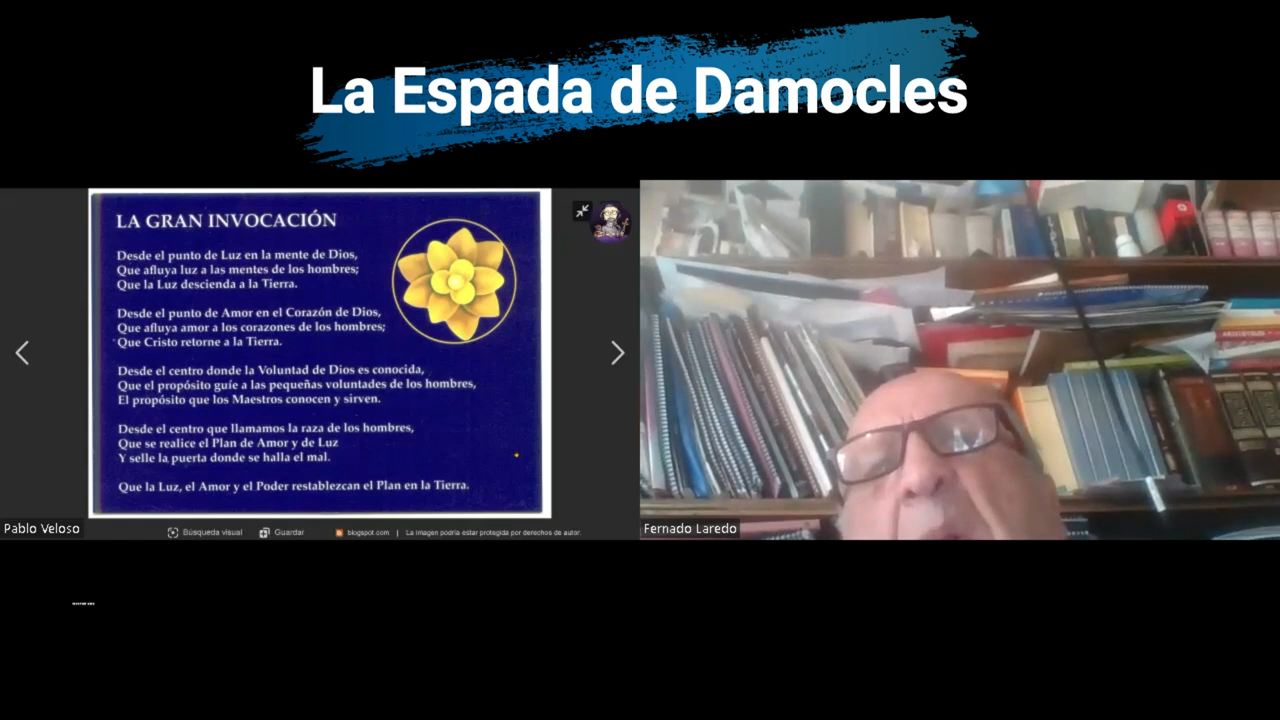 La Espada de Damocles
LA GRAN INVOCACIÓN
Desde el punto de Luz en la mente de Dios,
Que afluya luz a las mentes de los hombres;
Que la Luz descienda a la Tierra.
Desde el punto de Amor en el Corazón de Dios,
Que afluya amor a los corazones de los hombres;
Que Cristo retorne a la Tierra.
Desde el centro donde la Voluntad de Dios es conocida,
Que el propósito guíe a las pequeñas voluntades de los hombres,
El propósito que los Maestros conocen y sirven.
Desde el centro que llamamos la raza de los hombres,
Que se realice el Plan de Amor y de Luz
Y selle la puerta donde se halla el mal.
Que la Luz, el Amor y el Poder restablezcan el Plan en la Tierra.
Pablo Veloso
Búsqueda visual
Guardar
blogspot.com | La imagen podría estar protegida por derechos de autor.
Fernado Laredo